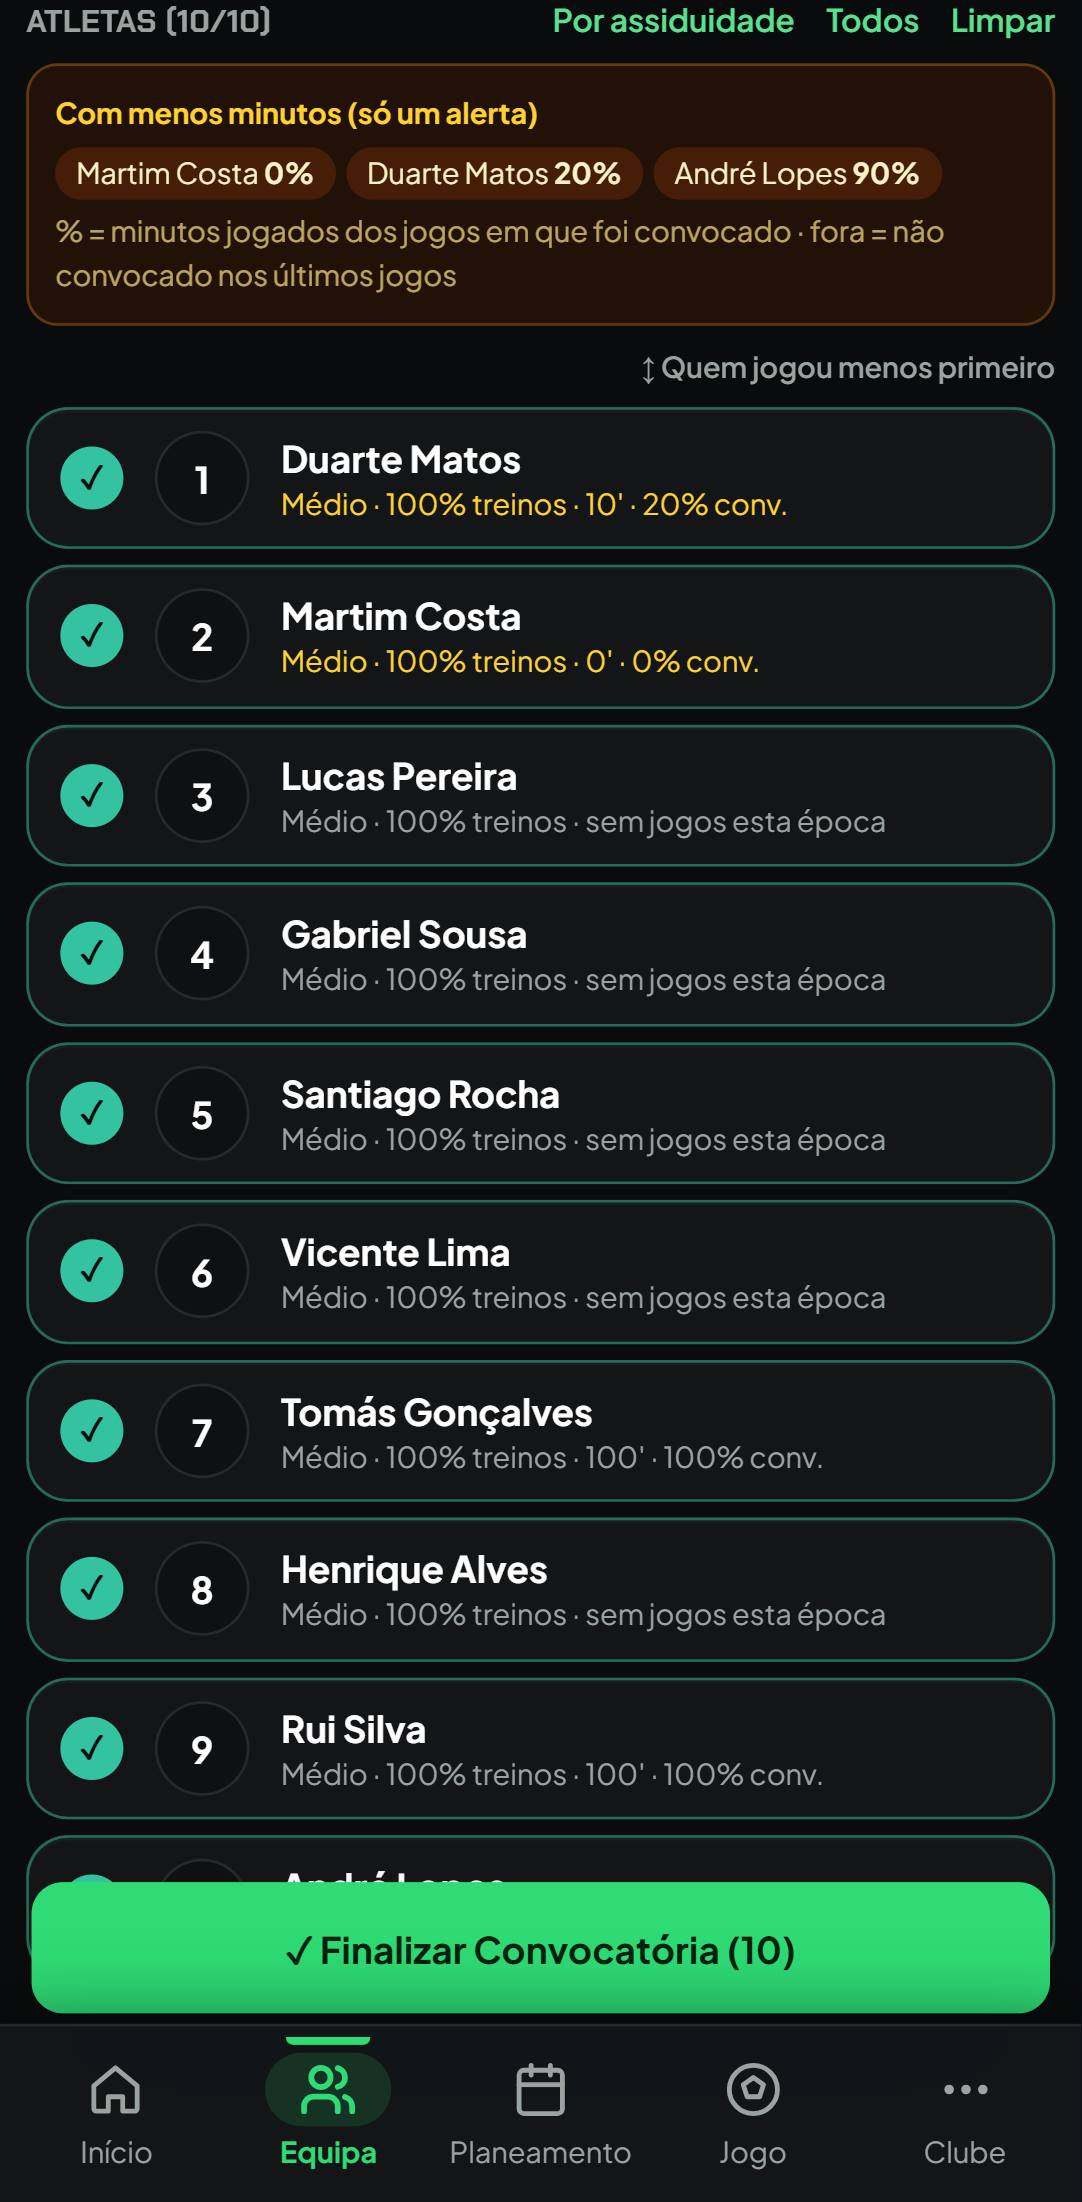 ATLETAS (10/10) Por assiduidade Todos Limpar
Com menos minutos (só um alerta)
Martim Costa 0% Duarte Matos 20% André Lopes 90%
% = minutos jogados dos jogos em que foi convocado · fora = não
convocado nos últimos jogos
↕ Quem jogou menos primeiro
✓ 1 Duarte Matos
Médio · 100% treinos · 10' · 20% conv.
✓ 2 Martim Costa
Médio · 100% treinos · 0' · 0% conv.
✓ 3 Lucas Pereira
Médio · 100% treinos · sem jogos esta época
✓ 4 Gabriel Sousa
Médio · 100% treinos · sem jogos esta época
✓ 5 Santiago Rocha
Médio · 100% treinos · sem jogos esta época
✓ 6 Vicente Lima
Médio · 100% treinos · sem jogos esta época
✓ 7 Tomás Gonçalves
Médio · 100% treinos · 100' · 100% conv.
✓ 8 Henrique Alves
Médio · 100% treinos · sem jogos esta época
✓ 9 Rui Silva
Médio · 100% treinos · 100' · 100% conv.
André Lopes
✓ Finalizar Convocatória (10)
Início Equipa Planeamento Jogo Clube